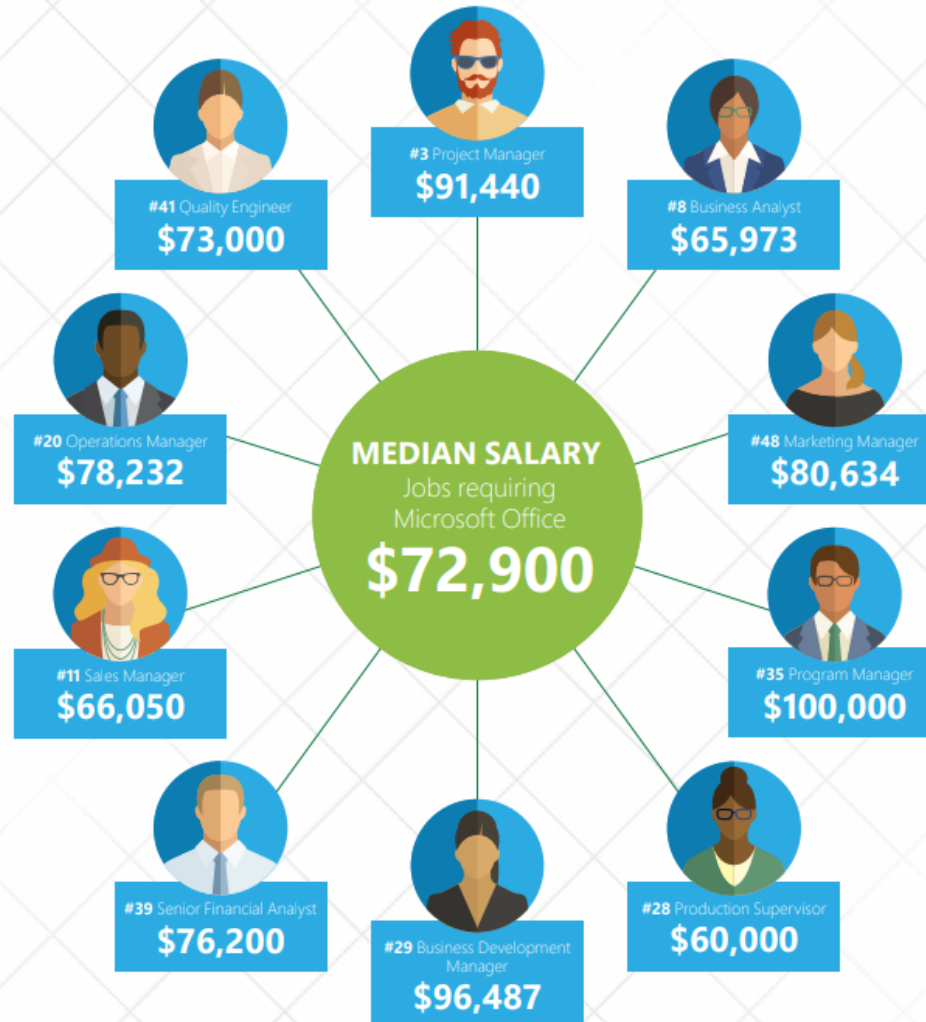 #3 Project Manager
$91,440
#41 Quality Engineer
$73,000
#8 Business Analyst
$65,973
#20 Operations Manager
$78,232
#48 Marketing Manager
$80,634
MEDIAN SALARY
Jobs requiring
Microsoft Office
$72,900
#11 Sales Manager
$66,050
#35 Program Manager
$100,000
#39 Senior Financial Analyst
$76,200
#28 Production Supervisor
$60,000
#29 Business Development
Manager
$96,487